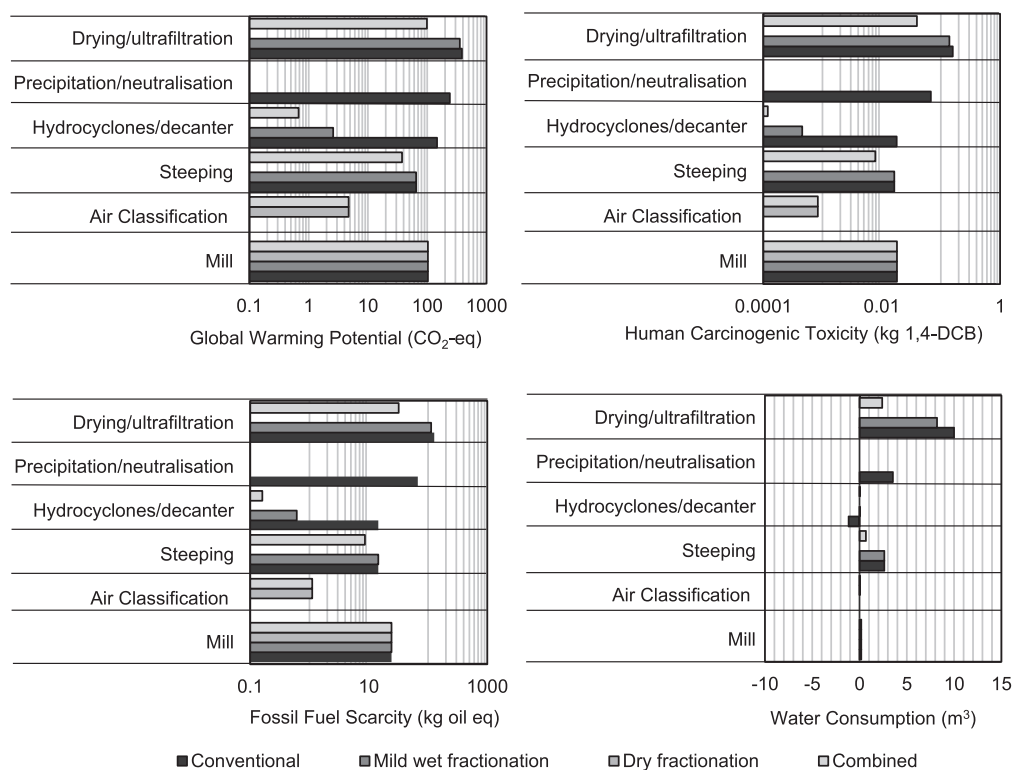 Drying/ultrafiltration
Precipitation/neutralisation
Hydrocyclones/decanter
Steeping
Air Classification
Mill
0.1 1 10 100 1000
Global Warming Potential (CO₂-eq)
Drying/ultrafiltration
Precipitation/neutralisation
Hydrocyclones/decanter
Steeping
Air Classification
Mill
0.0001 0.01 1
Human Carcinogenic Toxicity (kg 1,4-DCB)
Drying/ultrafiltration
Precipitation/neutralisation
Hydrocyclones/decanter
Steeping
Air Classification
Mill
0.1 10 1000
Fossil Fuel Scarcity (kg oil eq)
Drying/ultrafiltration
Precipitation/neutralisation
Hydrocyclones/decanter
Steeping
Air Classification
Mill
-10 -5 0 5 10 15
Water Consumption (m³)
Conventional Mild wet fractionation Dry fractionation Combined